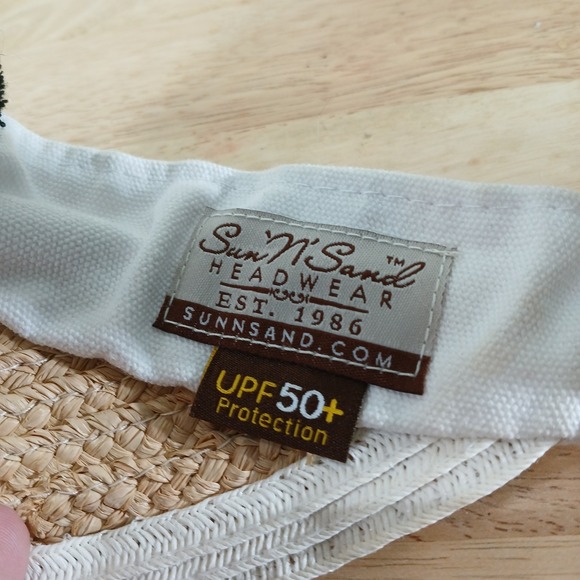 Sun 'N' Sand™
HEADWEAR
EST. 1986
SUNNSAND.COM
UPF50+
Protection